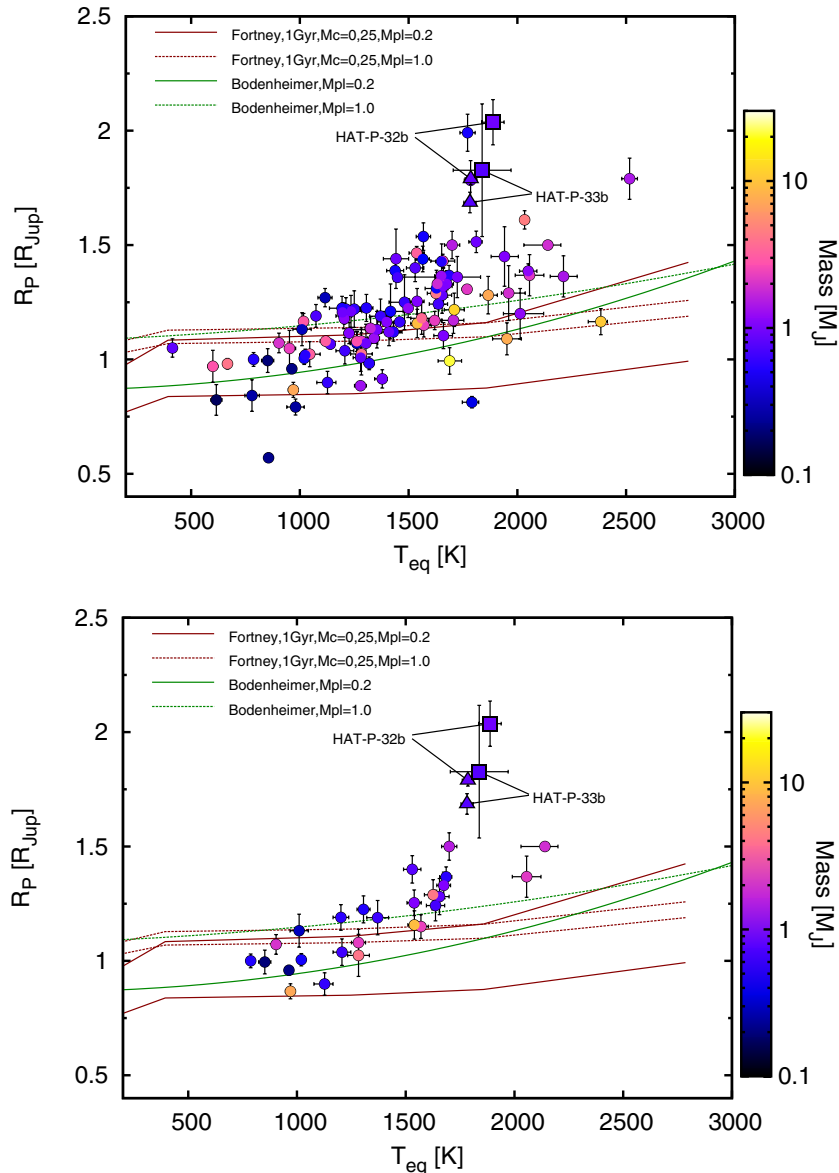 2.5
2
1.5
1
0.5
R_P [R_Jup]
Fortney,1Gyr,Mc=0,25,Mpl=0.2
Fortney,1Gyr,Mc=0,25,Mpl=1.0
Bodenheimer,Mpl=0.2
Bodenheimer,Mpl=1.0
HAT-P-32b
HAT-P-33b
500 1000 1500 2000 2500 3000
T_eq [K]
10
1
0.1
Mass [M_J]
2.5
2
1.5
1
0.5
R_P [R_Jup]
Fortney,1Gyr,Mc=0,25,Mpl=0.2
Fortney,1Gyr,Mc=0,25,Mpl=1.0
Bodenheimer,Mpl=0.2
Bodenheimer,Mpl=1.0
HAT-P-32b
HAT-P-33b
500 1000 1500 2000 2500 3000
T_eq [K]
10
1
0.1
Mass [M_J]